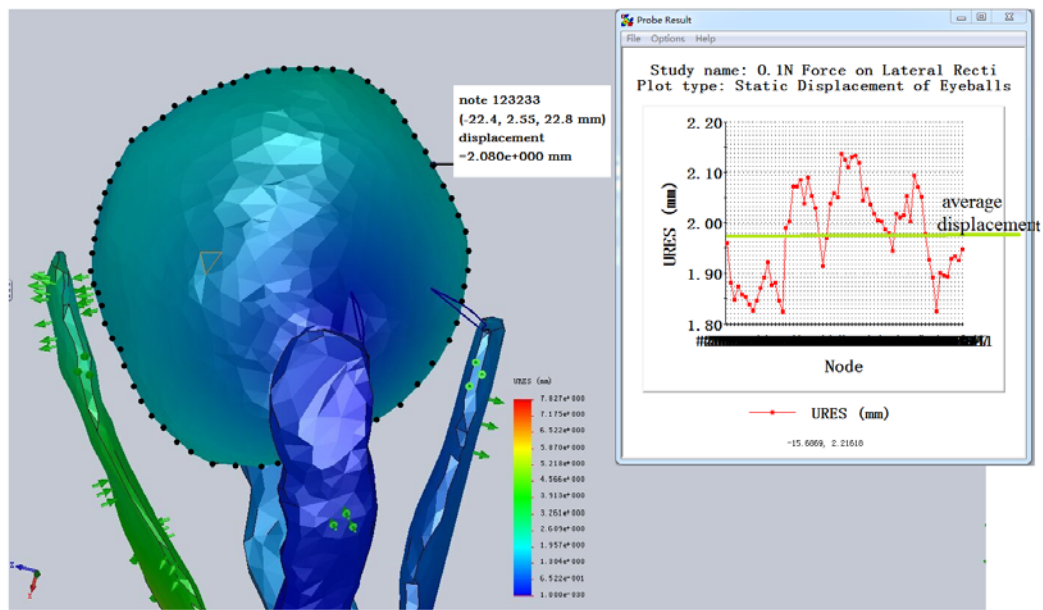 note 123233
(-22.4, 2.55, 22.8 mm)
displacement
=2.080e+000 mm
URES (mm)
7.827e+000
7.175e+000
6.522e+000
5.870e+000
5.218e+000
4.566e+000
3.913e+000
3.261e+000
2.609e+000
1.957e+000
1.304e+000
6.522e-001
1.000e-030
Probe Result
File Options Help
Study name: 0.1N Force on Lateral Recti
Plot type: Static Displacement of Eyeballs
2.20
2.10
2.00
1.90
1.80
URES (mm)
average
displacement
Node
URES (mm)
-15.6869, 2.21618